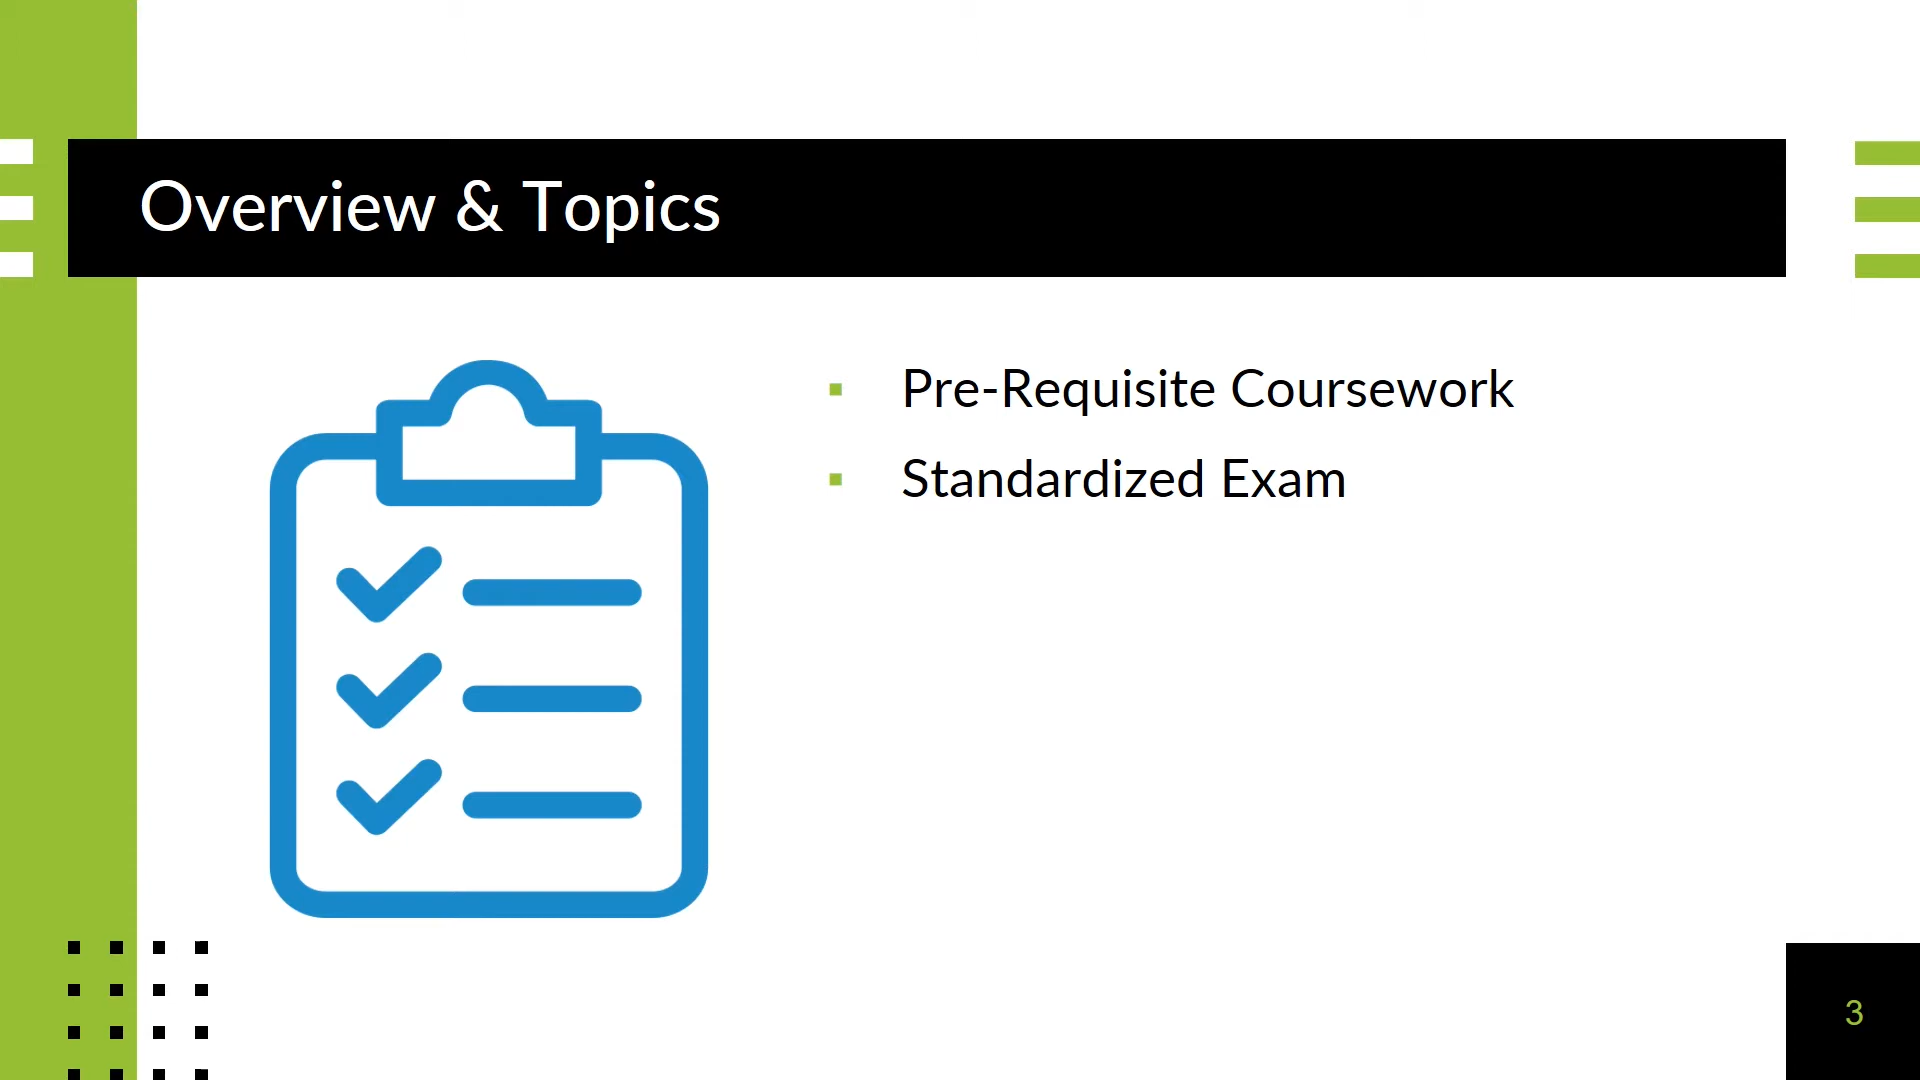 Overview & Topics
▪ Pre-Requisite Coursework
▪ Standardized Exam
3